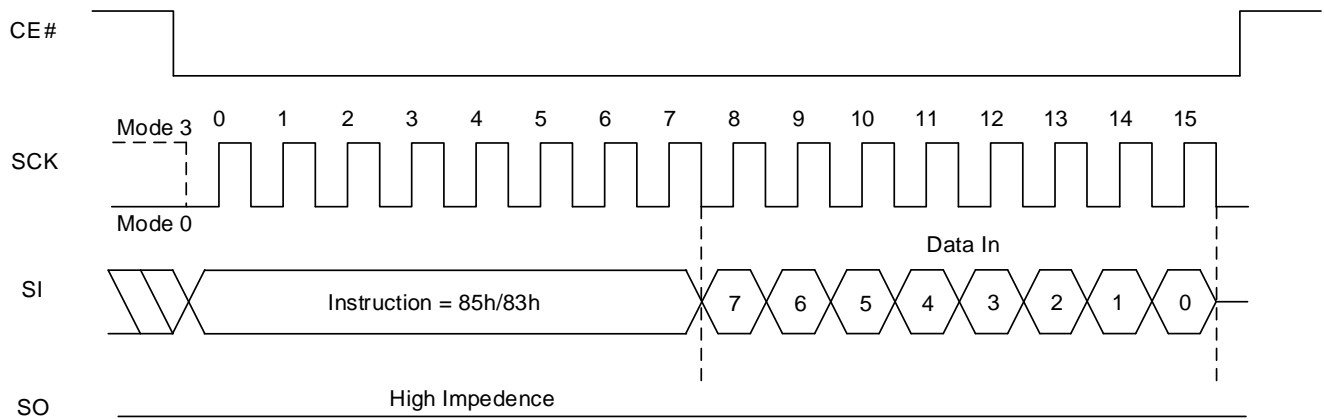 CE#
Mode 3 0 1 2 3 4 5 6 7 8 9 10 11 12 13 14 15
SCK
Mode 0
Data In
SI Instruction = 85h/83h 7 6 5 4 3 2 1 0
High Impedence
SO